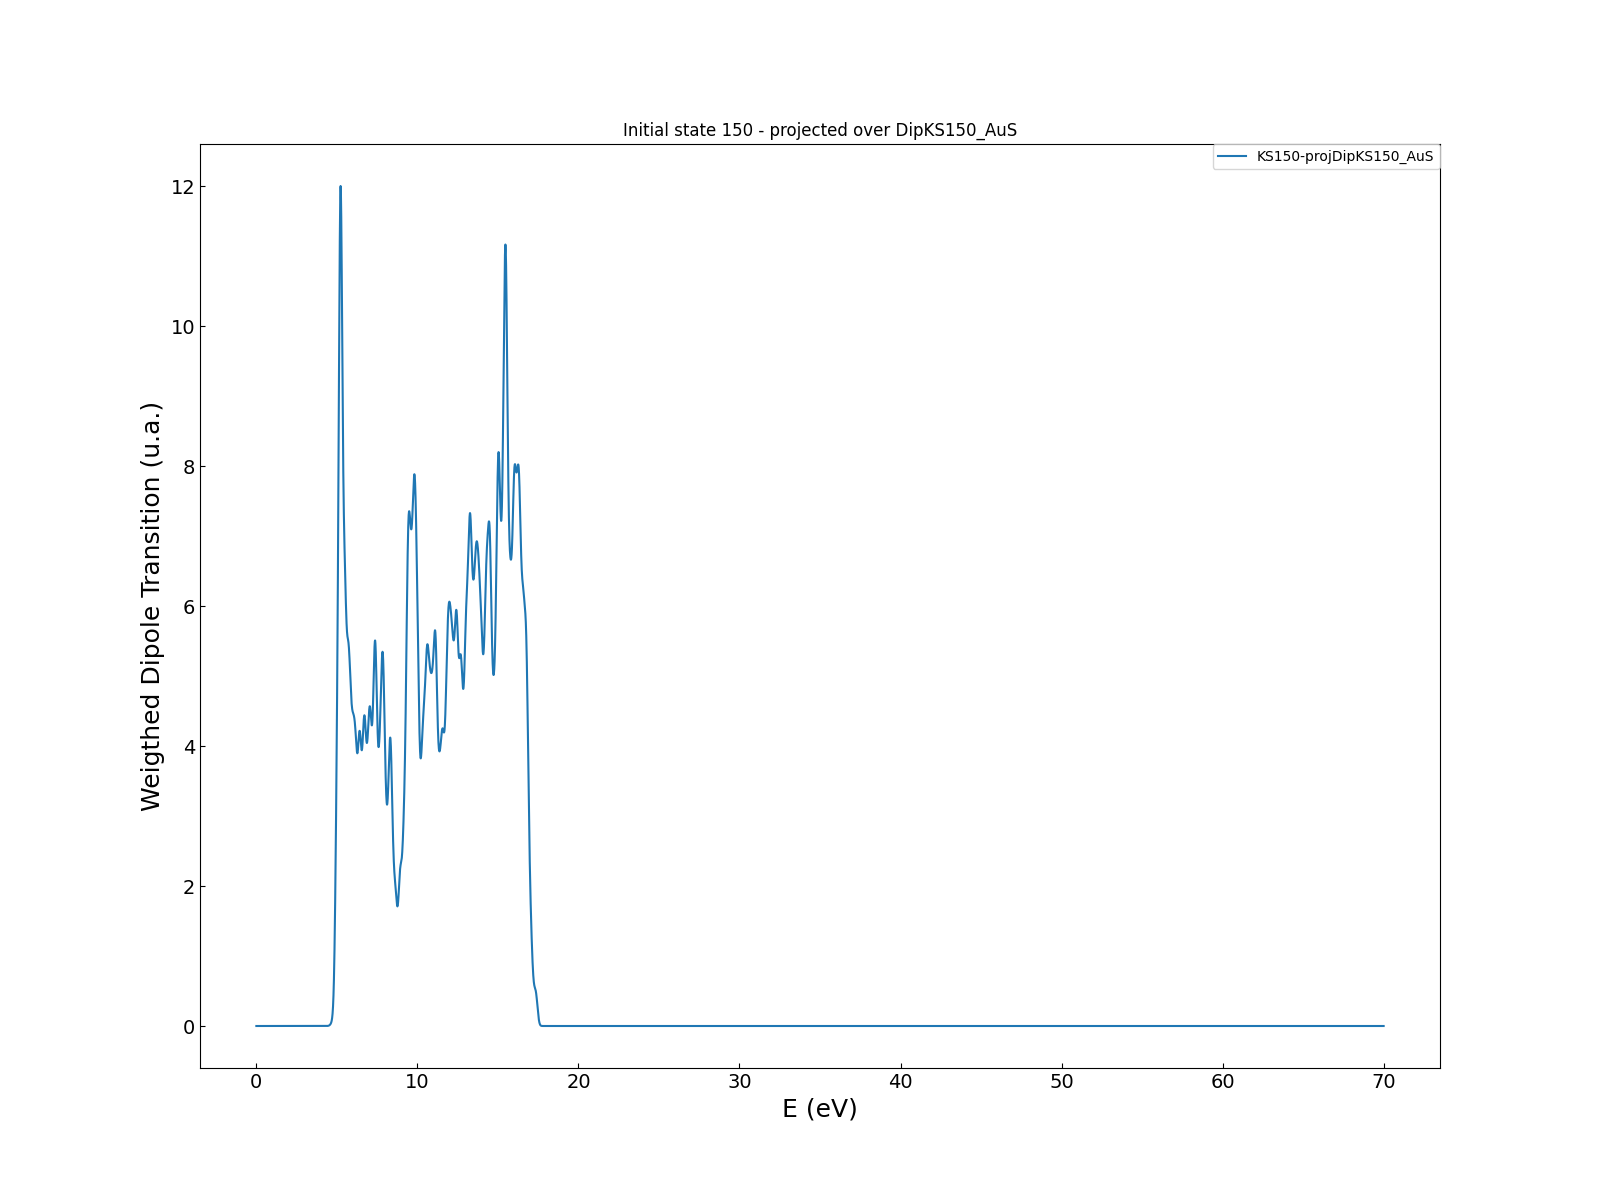 Initial state 150 - projected over DipKS150_AuS
KS150-projDipKS150_AuS
Weigthed Dipole Transition (u.a.)
12
10
8
6
4
2
0
0 10 20 30 40 50 60 70
E (eV)